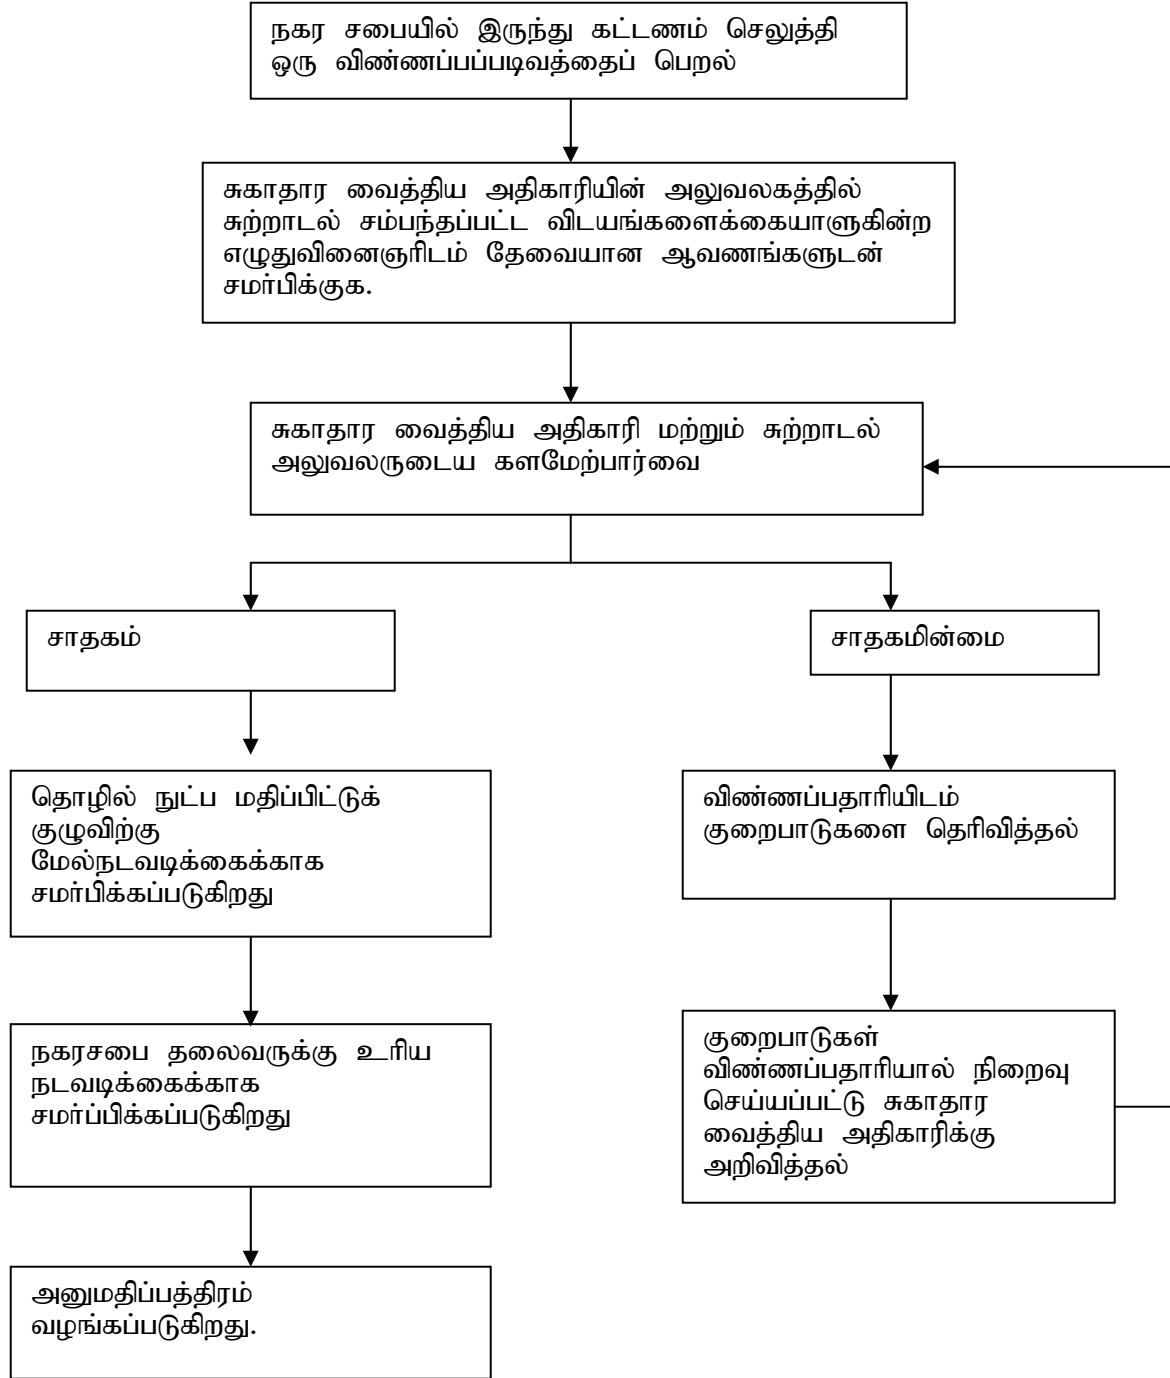 நகர சபையில் இருந்து கட்டணம் செலுத்தி
ஒரு விண்ணப்பப்படிவத்தைப் பெறல்
சுகாதார வைத்திய அதிகாரியின் அலுவலகத்தில்
சுற்றாடல் சம்பந்தப்பட்ட விடயங்களைக்கையாளுகின்ற
எழுதுவினைஞரிடம் தேவையான ஆவணங்களுடன்
சமர்பிக்குக.
சுகாதார வைத்திய அதிகாரி மற்றும் சுற்றாடல்
அலுவலருடைய களமேற்பார்வை
சாதகம்
சாதகமின்மை
தொழில் நுட்ப மதிப்பிட்டுக்
குழுவிற்கு
மேல்நடவடிக்கைக்காக
சமர்பிக்கப்படுகிறது
விண்ணப்பதாரியிடம்
குறைபாடுகளை தெரிவித்தல்
நகரசபை தலைவருக்கு உரிய
நடவடிக்கைக்காக
சமர்ப்பிக்கப்படுகிறது
குறைபாடுகள்
விண்ணப்பதாரியால் நிறைவு
செய்யப்பட்டு சுகாதார
வைத்திய அதிகாரிக்கு
அறிவித்தல்
அனுமதிப்பத்திரம்
வழங்கப்படுகிறது.